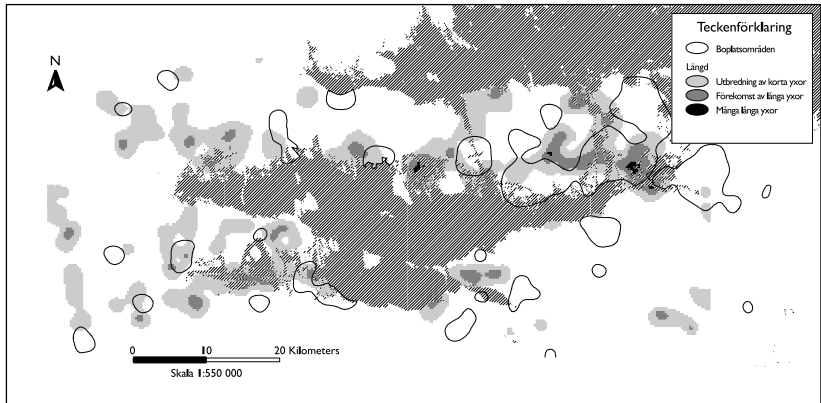 Teckenförklaring
Boplatsområden
Längd
Utbredning av korta yxor
Förekomst av långa yxor
Många långa yxor
N
0 10 20 Kilometers
Skala 1:550 000